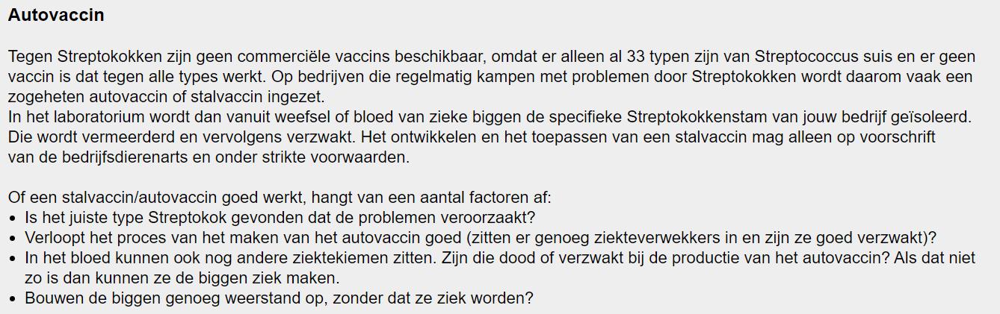 Autovaccin
Tegen Streptokokken zijn geen commerciële vaccins beschikbaar, omdat er alleen al 33 typen zijn van Streptococcus suis en er geen
vaccin is dat tegen alle types werkt. Op bedrijven die regelmatig kampen met problemen door Streptokokken wordt daarom vaak een
zogeheten autovaccin of stalvaccin ingezet.
In het laboratorium wordt dan vanuit weefsel of bloed van zieke biggen de specifieke Streptokokkenstam van jouw bedrijf geïsoleerd.
Die wordt vermeerderd en vervolgens verzwakt. Het ontwikkelen en het toepassen van een stalvaccin mag alleen op voorschrift
van de bedrijfsdierenarts en onder strikte voorwaarden.
Of een stalvaccin/autovaccin goed werkt, hangt van een aantal factoren af:
• Is het juiste type Streptokok gevonden dat de problemen veroorzaakt?
• Verloopt het proces van het maken van het autovaccin goed (zitten er genoeg ziekteverwekkers in en zijn ze goed verzwakt)?
• In het bloed kunnen ook nog andere ziektekiemen zitten. Zijn die dood of verzwakt bij de productie van het autovaccin? Als dat niet
zo is dan kunnen ze de biggen ziek maken.
• Bouwen de biggen genoeg weerstand op, zonder dat ze ziek worden?